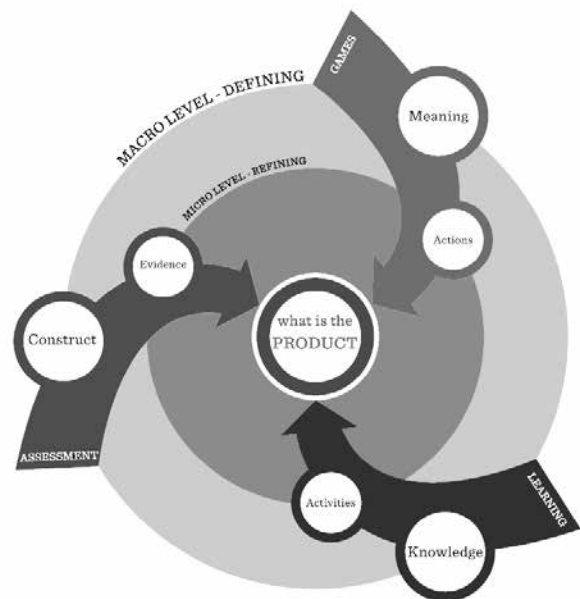 GAMES
MACRO LEVEL - DEFINING
Meaning
MICRO LEVEL - REFINING
Actions
Evidence
what is the
PRODUCT
Construct
ASSESSMENT
LEARNING
Activities
Knowledge